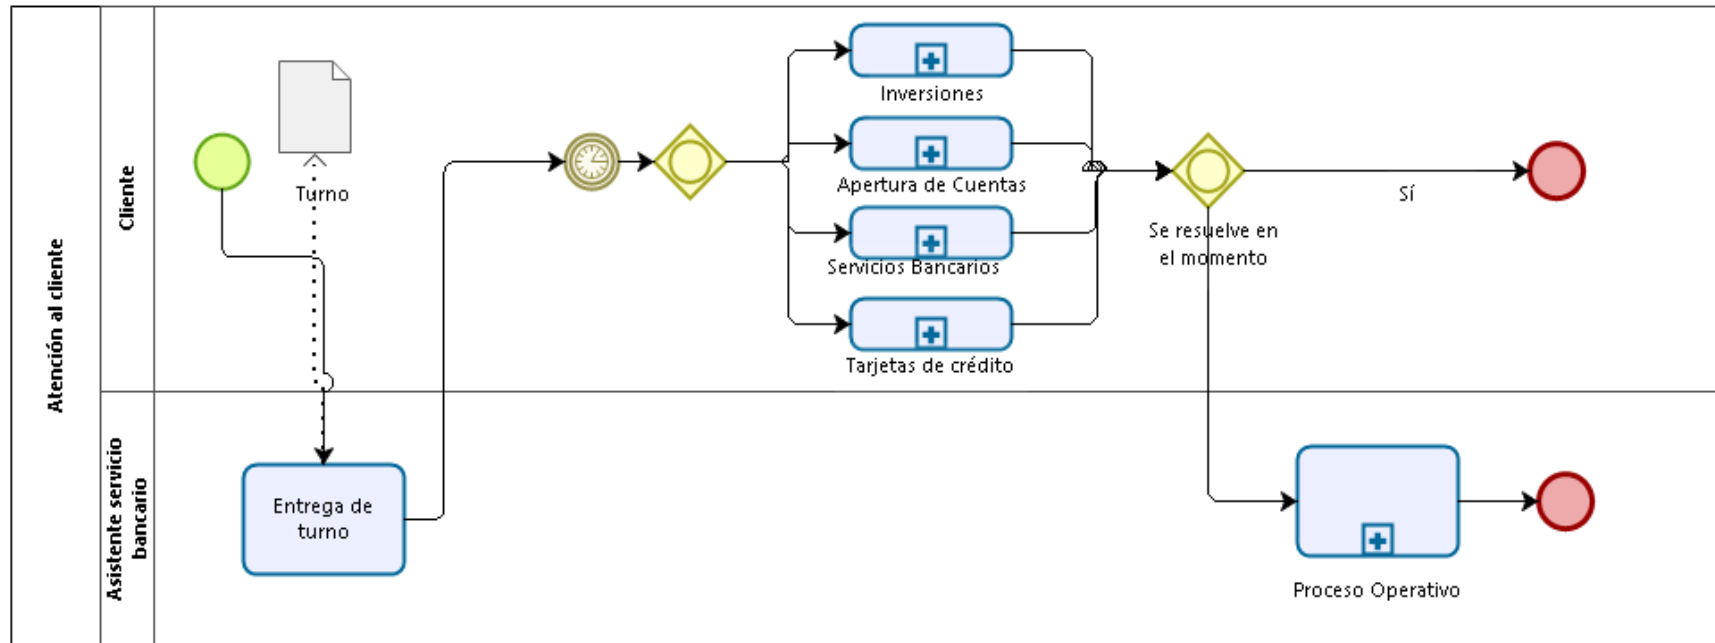 Atención al cliente
Cliente
Turno
Inversiones
Apertura de Cuentas
Servicios Bancarios
Tarjetas de crédito
Se resuelve en
el momento
Sí
Asistente servicio
bancario
Entrega de
turno
Proceso Operativo